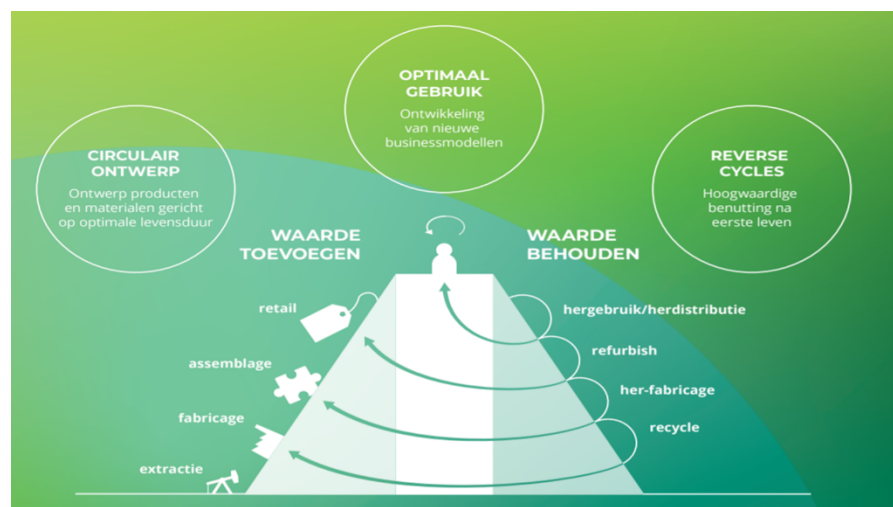 OPTIMAAL
GEBRUIK
Ontwikkeling
van nieuwe
businessmodellen
CIRCULAIR
ONTWERP
Ontwerp producten
en materialen gericht
op optimale levensduur
REVERSE
CYCLES
Hoogwaardige
benutting na
eerste leven
WAARDE
TOEVOEGEN
WAARDE
BEHOUDEN
retail
assemblage
fabricage
extractie
hergebruik/herdistributie
refurbish
her-fabricage
recycle